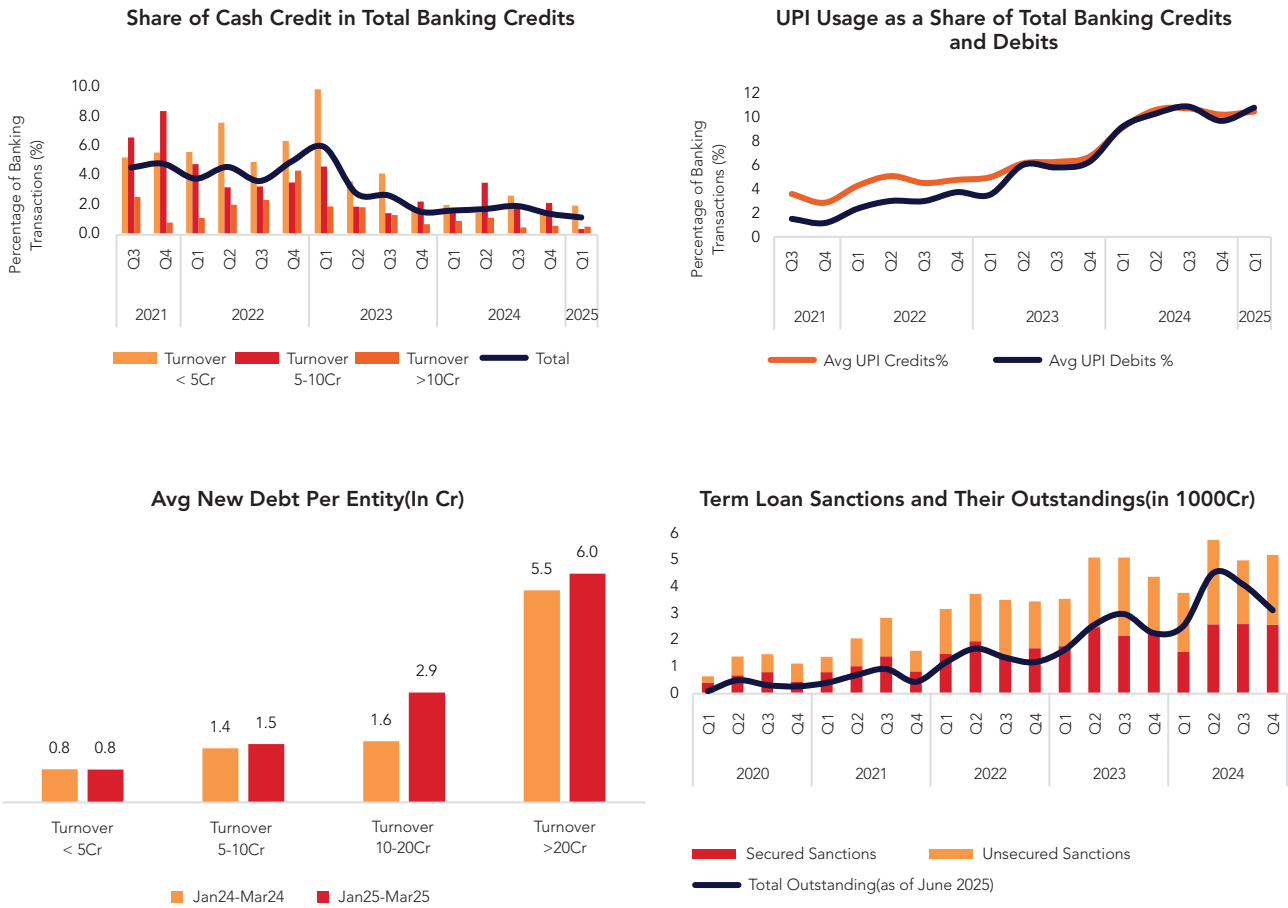 Share of Cash Credit in Total Banking Credits
Percentage of Banking
Transactions (%)
10.0
8.0
6.0
4.0
2.0
0.0
Q3 Q4 Q1 Q2 Q3 Q4 Q1 Q2 Q3 Q4 Q1 Q2 Q3 Q4 Q1
2021 2022 2023 2024 2025
Turnover < 5Cr
Turnover 5-10Cr
Turnover >10Cr
Total
UPI Usage as a Share of Total Banking Credits
and Debits
Percentage of Banking
Transactions (%)
12
10
8
6
4
2
0
Q3 Q4 Q1 Q2 Q3 Q4 Q1 Q2 Q3 Q4 Q1 Q2 Q3 Q4 Q1
2021 2022 2023 2024 2025
Avg UPI Credits% Avg UPI Debits %
Avg New Debt Per Entity(In Cr)
0.8 0.8 1.4 1.5 1.6 2.9 5.5 6.0
Turnover < 5Cr
Turnover 5-10Cr
Turnover 10-20Cr
Turnover >20Cr
Jan24-Mar24 Jan25-Mar25
Term Loan Sanctions and Their Outstandings(in 1000Cr)
6
5
4
3
2
1
0
Q1 Q2 Q3 Q4 Q1 Q2 Q3 Q4 Q1 Q2 Q3 Q4 Q1 Q2 Q3 Q4 Q1 Q2 Q3 Q4
2020 2021 2022 2023 2024
Secured Sanctions Unsecured Sanctions
Total Outstanding(as of June 2025)